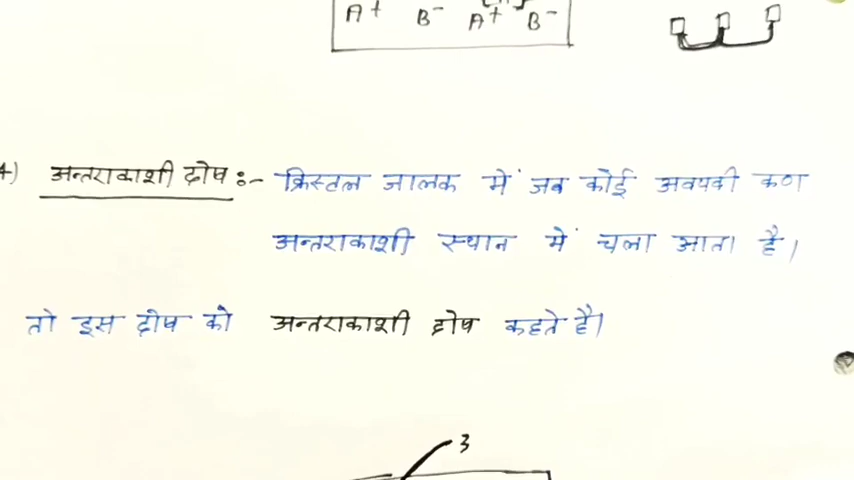 A+ B- A+ B-
4) अन्तराकाशी दोष :- क्रिस्टल जालक में जब कोई अवयवी कण
अन्तराकाशी स्थान में चला आता है।
तो इस दोष को अन्तराकाशी दोष कहते है।
3